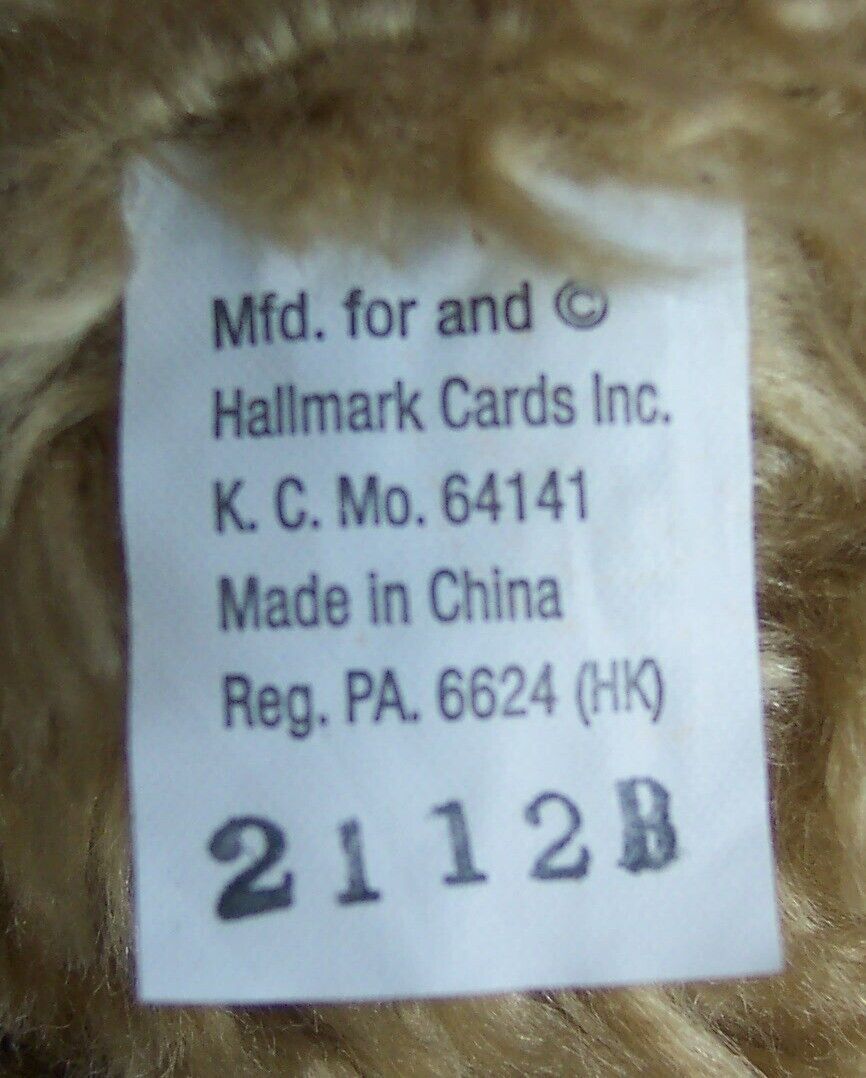 Mfd. for and ©
Hallmark Cards Inc.
K. C. Mo. 64141
Made in China
Reg. PA. 6624 (HK)
2112B